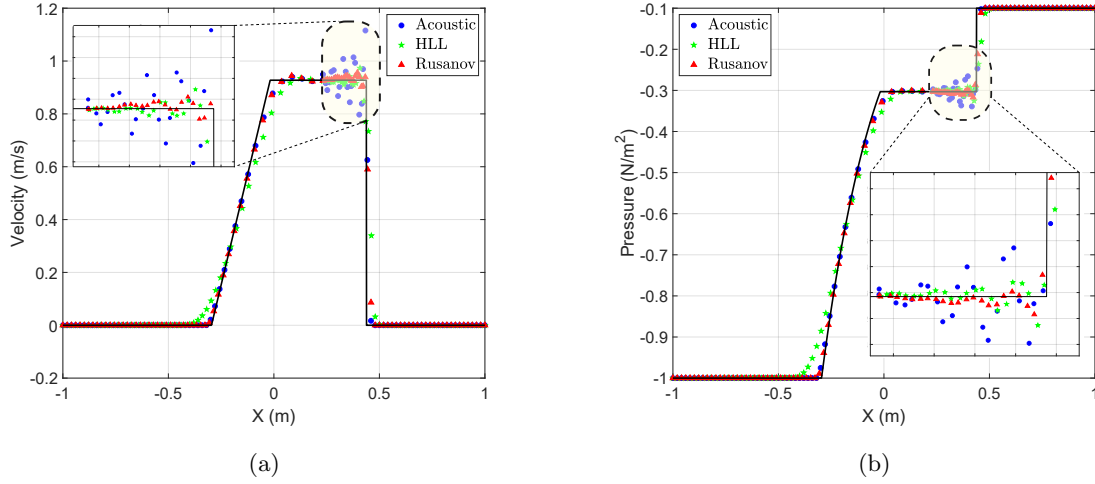 1.2
1
0.8
0.6
0.4
0.2
0
-0.2
-1
-0.5
0
0.5
1
Velocity (m/s)
X (m)
Acoustic
HLL
Rusanov
(a)
-0.1
-0.2
-0.3
-0.4
-0.5
-0.6
-0.7
-0.8
-0.9
-1
-1
-0.5
0
0.5
1
Pressure (N/m²)
X (m)
Acoustic
HLL
Rusanov
(b)